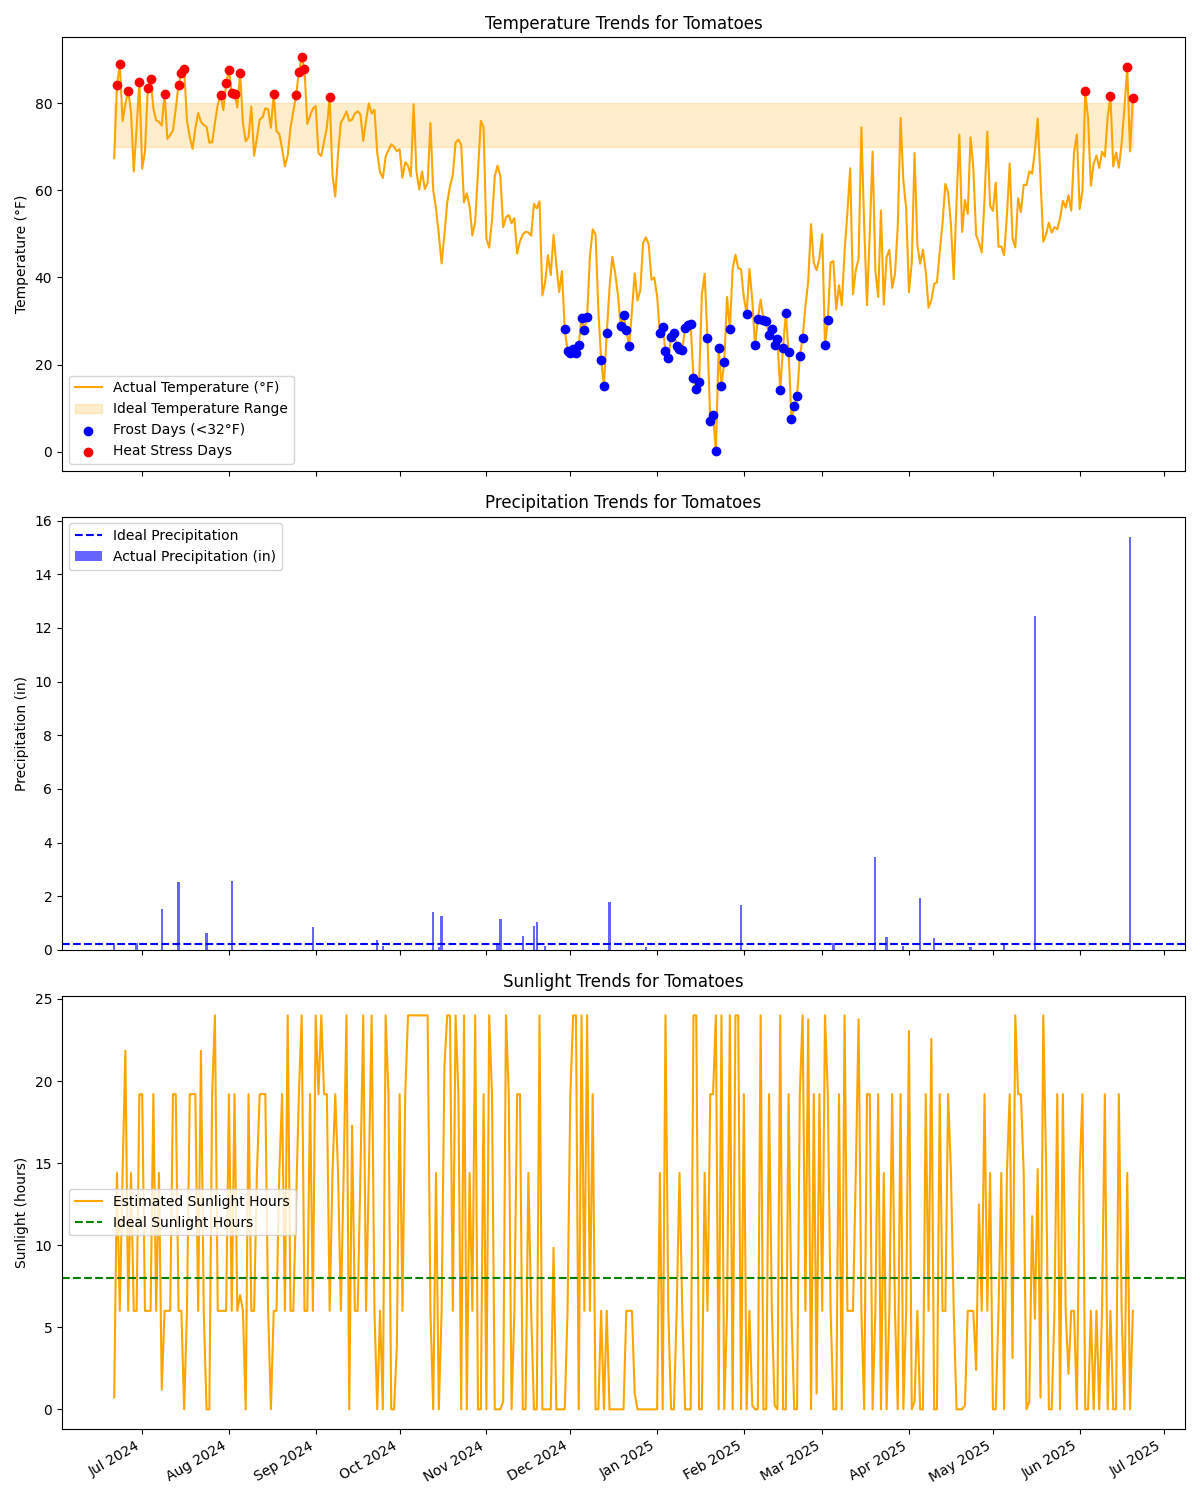 Temperature Trends for Tomatoes
80
60
40
20
0
Temperature (°F)
Actual Temperature (°F)
Ideal Temperature Range
Frost Days (<32°F)
Heat Stress Days
Precipitation Trends for Tomatoes
16
14
12
10
8
6
4
2
0
Precipitation (in)
Ideal Precipitation
Actual Precipitation (in)
Sunlight Trends for Tomatoes
25
20
15
10
5
0
Sunlight (hours)
Estimated Sunlight Hours
Ideal Sunlight Hours
Jul 2024
Aug 2024
Sep 2024
Oct 2024
Nov 2024
Dec 2024
Jan 2025
Feb 2025
Mar 2025
Apr 2025
May 2025
Jun 2025
Jul 2025